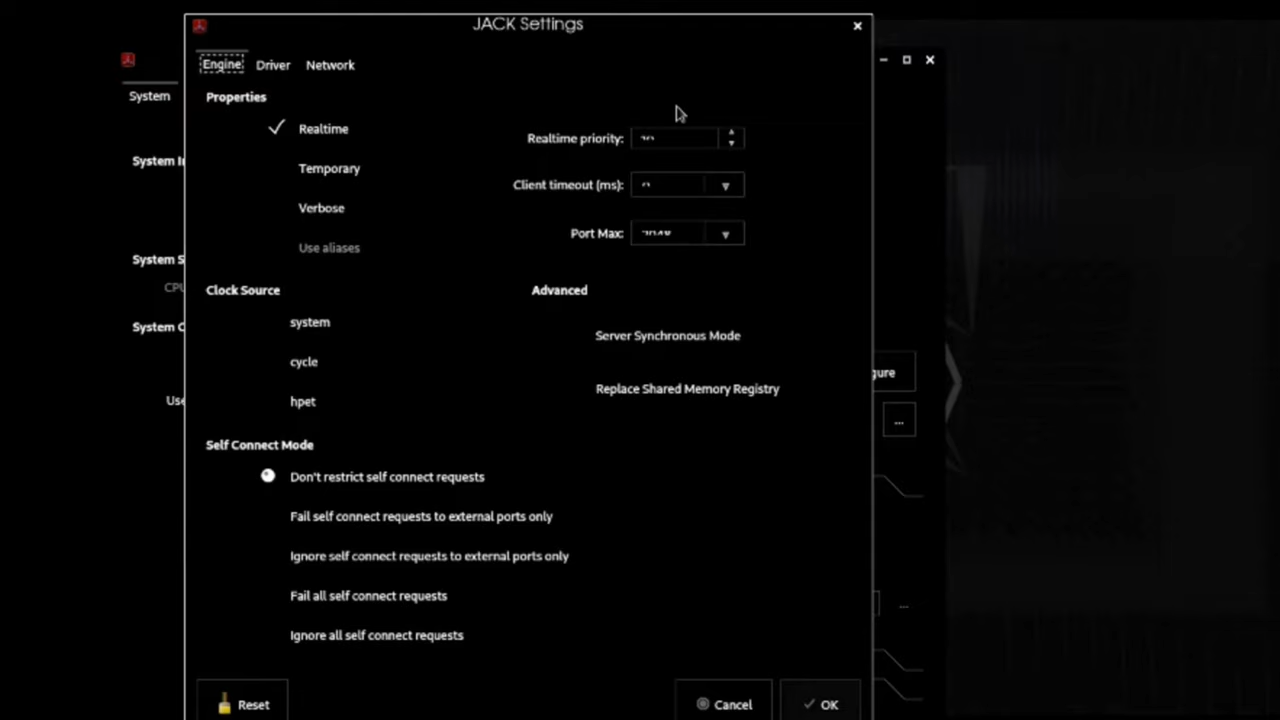 JACK Settings
Engine Driver Network
System
Properties
Realtime
Realtime priority:
Temporary
System
Client timeout (ms):
Verbose
Port Max:
Use aliases
System
Clock Source
Advanced
system
System
Server Synchronous Mode
cycle
Replace Shared Memory Registry
hpet
Self Connect Mode
Don't restrict self connect requests
...
Fail self connect requests to external ports only
Ignore self connect requests to external ports only
Fail all self connect requests
...
Ignore all self connect requests
Reset
Cancel
OK